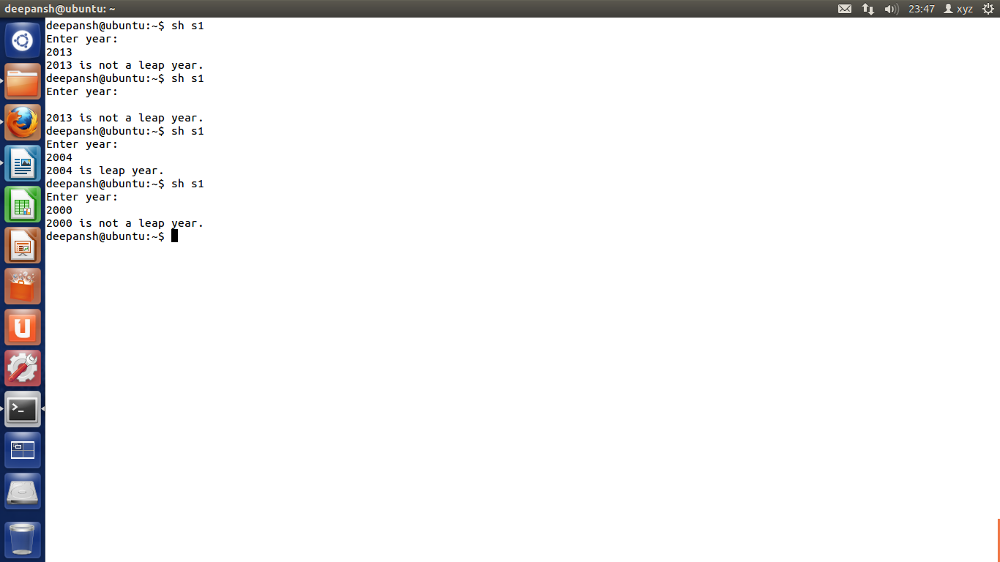 deepansh@ubuntu: ~
23:47
xyz
deepansh@ubuntu:~$ sh s1
Enter year:
2013
2013 is not a leap year.
deepansh@ubuntu:~$ sh s1
Enter year:

2013 is not a leap year.
deepansh@ubuntu:~$ sh s1
Enter year:
2004
2004 is leap year.
deepansh@ubuntu:~$ sh s1
Enter year:
2000
2000 is not a leap year.
deepansh@ubuntu:~$